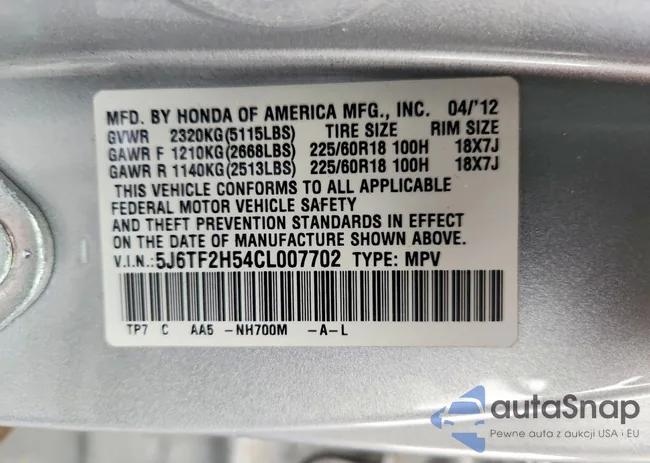 MFD. BY HONDA OF AMERICA MFG., INC. 04/'12
GVWR 2320KG(5115LBS) TIRE SIZE RIM SIZE
GAWR F 1210KG(2668LBS) 225/60R18 100H 18X7J
GAWR R 1140KG(2513LBS) 225/60R18 100H 18X7J
THIS VEHICLE CONFORMS TO ALL APPLICABLE
FEDERAL MOTOR VEHICLE SAFETY
AND THEFT PREVENTION STANDARDS IN EFFECT
ON THE DATE OF MANUFACTURE SHOWN ABOVE.
V.I.N.: 5J6TF2H54CL007702 TYPE: MPV
TP7 C AA5 -NH700M -A-L
autaSnap
Pewne auta z aukcji USA i EU